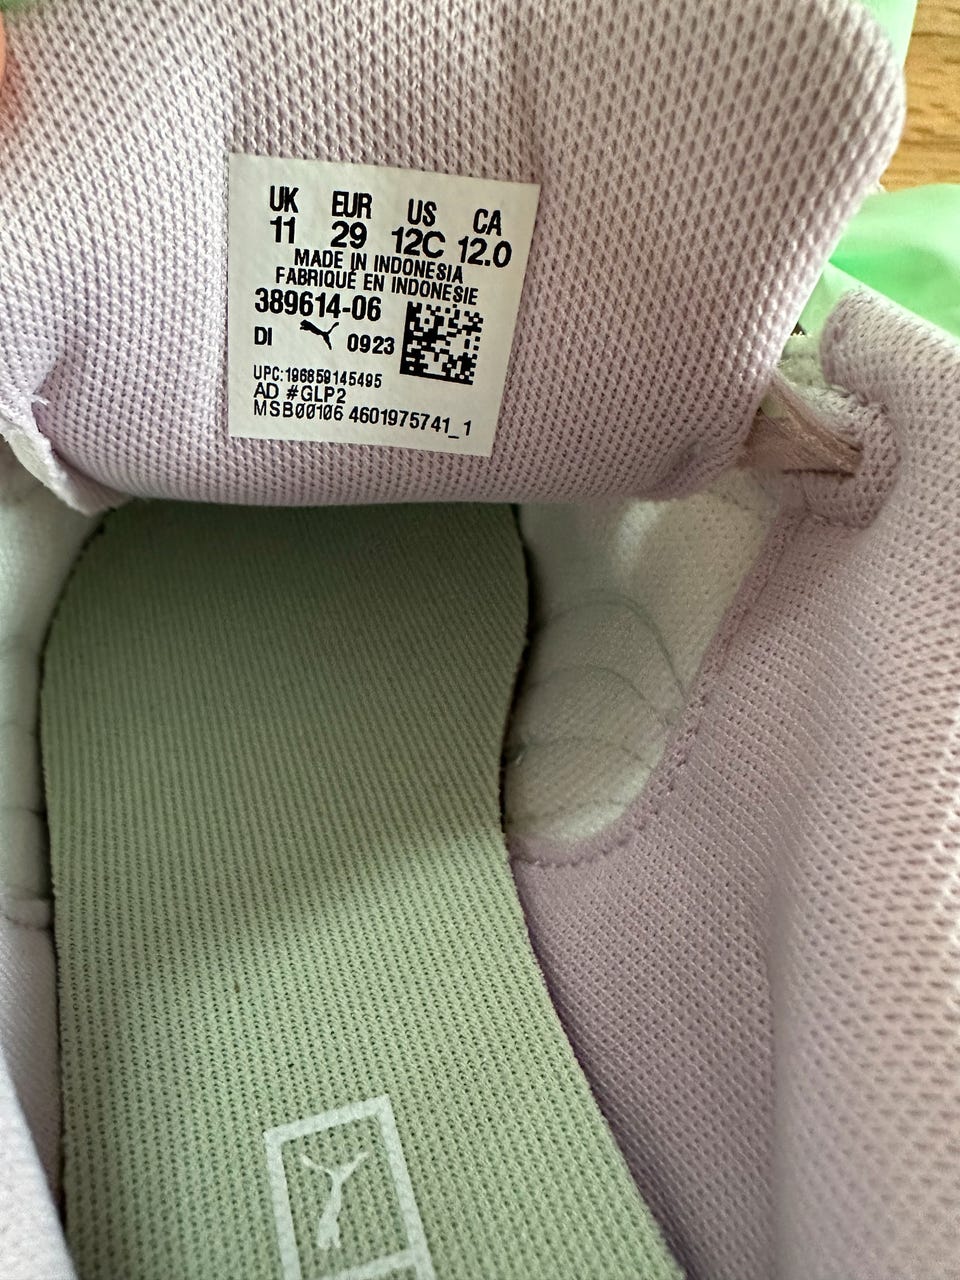 UK EUR US CA
11 29 12C 12.0
MADE IN INDONESIA
FABRIQUÉ EN INDONESIE
389614-06
DI 0923
UPC:196859145495
AD #GLP2
MSB00106 4601975741_1